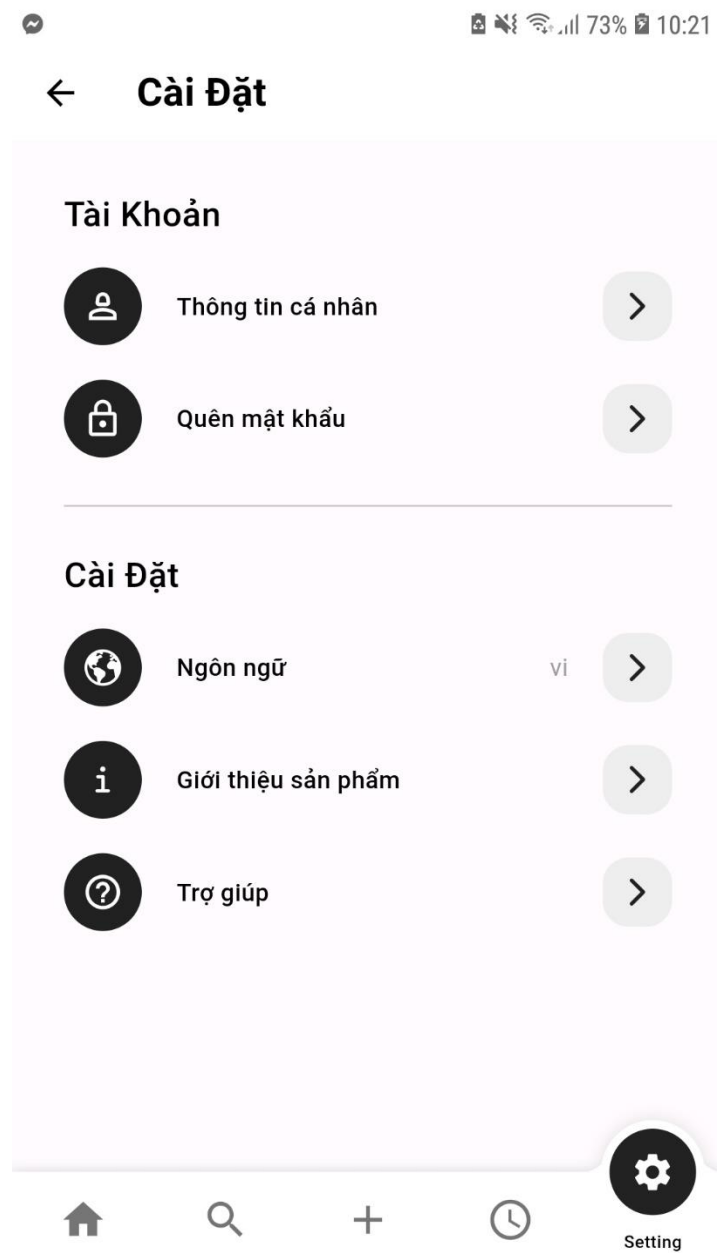 73% 10:21
Cài Đặt
Tài Khoản
Thông tin cá nhân
Quên mật khẩu
Cài Đặt
Ngôn ngữ vi
Giới thiệu sản phẩm
Trợ giúp
Setting